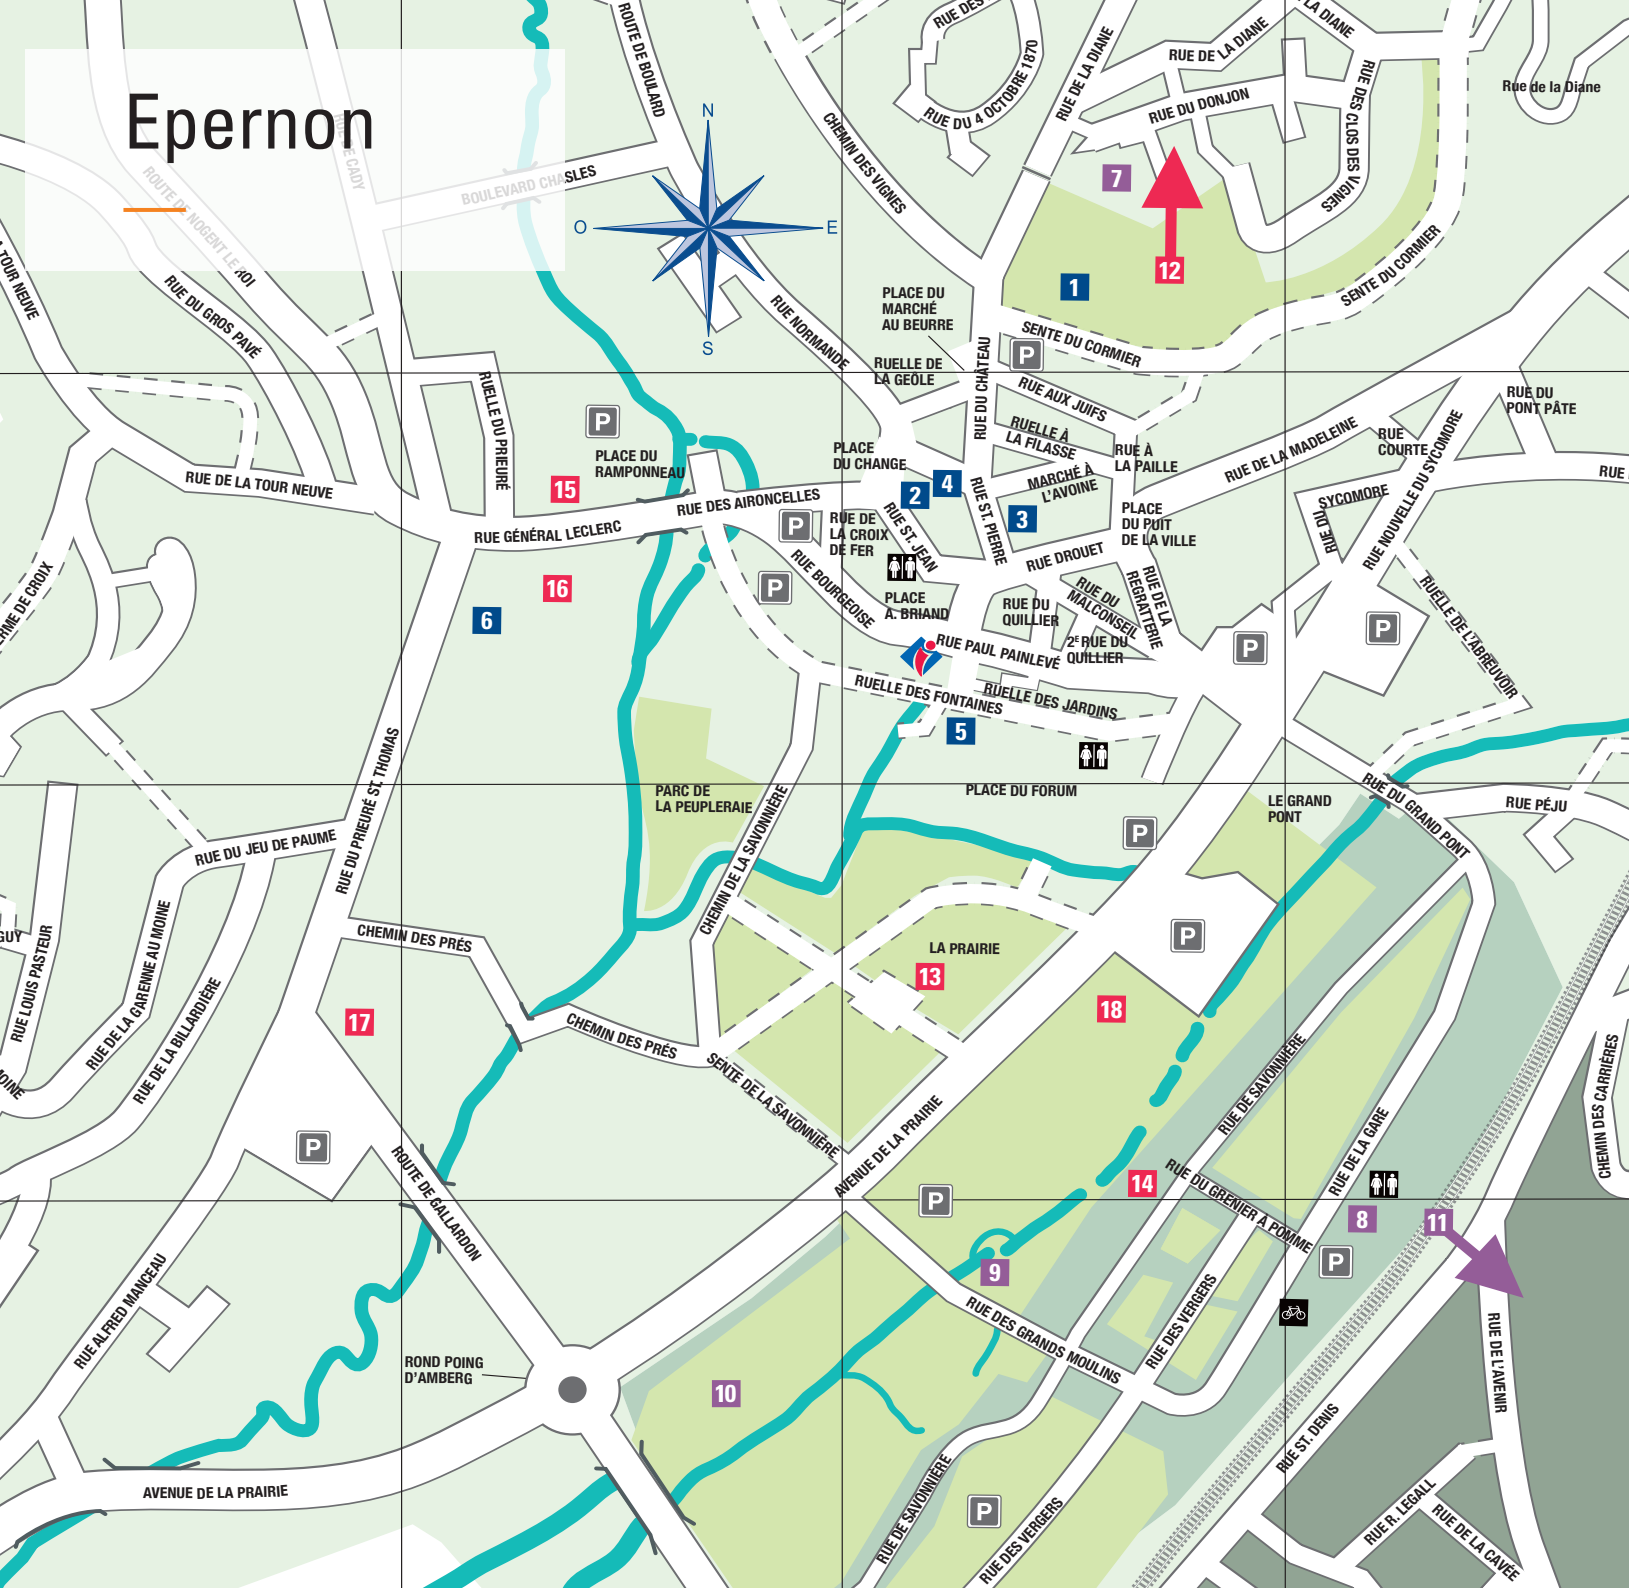 Epernon
RUE DE CADY
ROUTE DE NOGENT LE ROI
BOULEVARD CHASLES
ROUTE DE BOULARD
RUE DES
RUE DU 4 OCTOBRE 1870
RUE DE LA DIANE
RUE DE LA DIANE
LA DIANE
Rue de la Diane
RUE DU DONJON
RUE DES CLOS DES VIGNES
CHEMIN DES VIGNES
N
O
E
S
7
12
1
SENTE DU CORMIER
TOUR NEUVE
RUE DU GROS PAVÉ
RUE NORMANDE
PLACE DU
MARCHÉ
AU BEURRE
SENTE DU CORMIER
P
RUELLE DE
LA GEÔLE
RUE DU CHÂTEAU
RUE AUX JUIFS
RUELLE DU PRIEURÉ
P
RUELLE À
LA FILASSE
RUE À
LA PAILLE
RUE DU
PONT PÂTE
RUE
COURTE
RUE DE LA MADELEINE
RUE NOUVELLE DU SYCOMORE
RUE
PLACE DU
RAMPONNEAU
PLACE
DU CHANGE
MARCHÉ À
L'AVOINE
RUE DE LA TOUR NEUVE
15
2
4
3
RUE DU
SYCOMORE
RUE DES AIRONCELLES
RUE GÉNÉRAL LECLERC
P
RUE DE
LA CROIX
DE FER
RUE ST. JEAN
RUE ST. PIERRE
PLACE
DU PUIT
DE LA VILLE
RUE DROUET
16
6
P
RUE BOURGEOISE
PLACE
A. BRIAND
RUE DU
QUILLIER
RUE DU
MALCONSEIL
RUE DE LA
REGRATTERIE
2E RUE DU
QUILLIER
RUE PAUL PAINLEVÉ
P
P
RUELLE DE L'ABREUVOIR
RME DE CROIX
RUELLE DES FONTAINES
RUELLE DES JARDINS
5
RUE DU PRIEURÉ ST. THOMAS
PARC DE
LA PEUPLERAIE
PLACE DU FORUM
P
LE GRAND
PONT
RUE DU GRAND PONT
RUE PÉJU
RUE DU JEU DE PAUME
CHEMIN DE LA SAVONNIÈRE
GUY
RUE LOUIS PASTEUR
RUE DE LA GARENNE AU MOINE
RUE DE LA BILLARDIÈRE
OINE
CHEMIN DES PRÉS
LA PRAIRIE
13
P
18
17
CHEMIN DES PRÉS
SENTE DE LA SAVONNIÈRE
AVENUE DE LA PRAIRIE
RUE DE SAVONNIÈRE
CHEMIN DES CARRIÈRES
P
ROUTE DE GALLARDON
P
14
RUE DU GRENIER À POMME
RUE DE LA GARE
8
11
P
9
RUE DES GRANDS MOULINS
RUE DES VERGERS
RUE ALFRED MANCEAU
ROND POING
D'AMBERG
10
RUE DE L'AVENIR
RUE ST. DENIS
AVENUE DE LA PRAIRIE
RUE DE SAVONNIÈRE
P
RUE DES VERGERS
RUE R. LEGALL
RUE DE LA CAVÉE